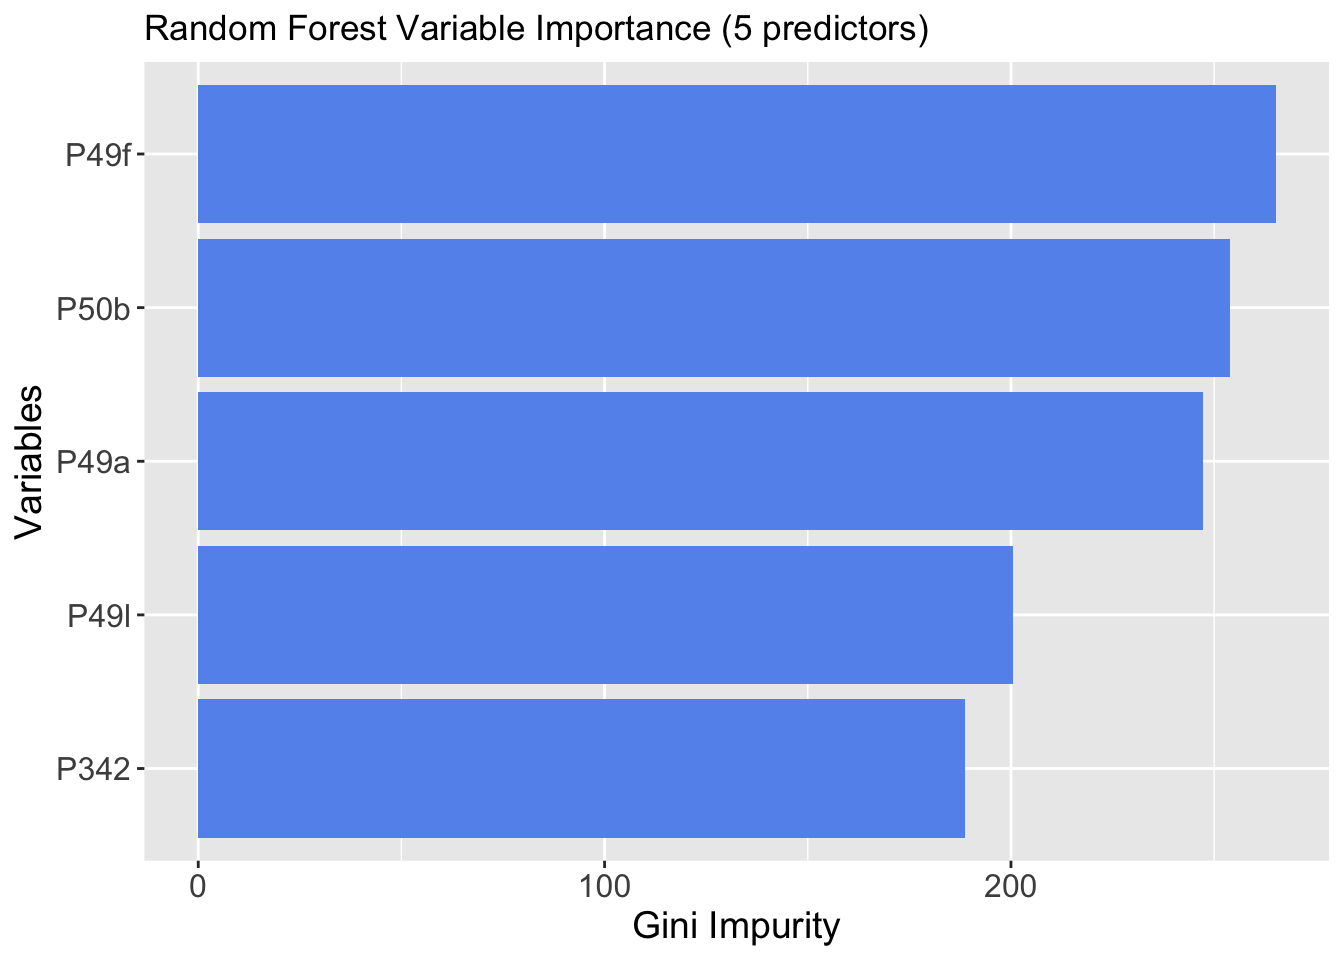 Random Forest Variable Importance (5 predictors)
Variables
P49f
P50b
P49a
P49l
P342
0 100 200
Gini Impurity